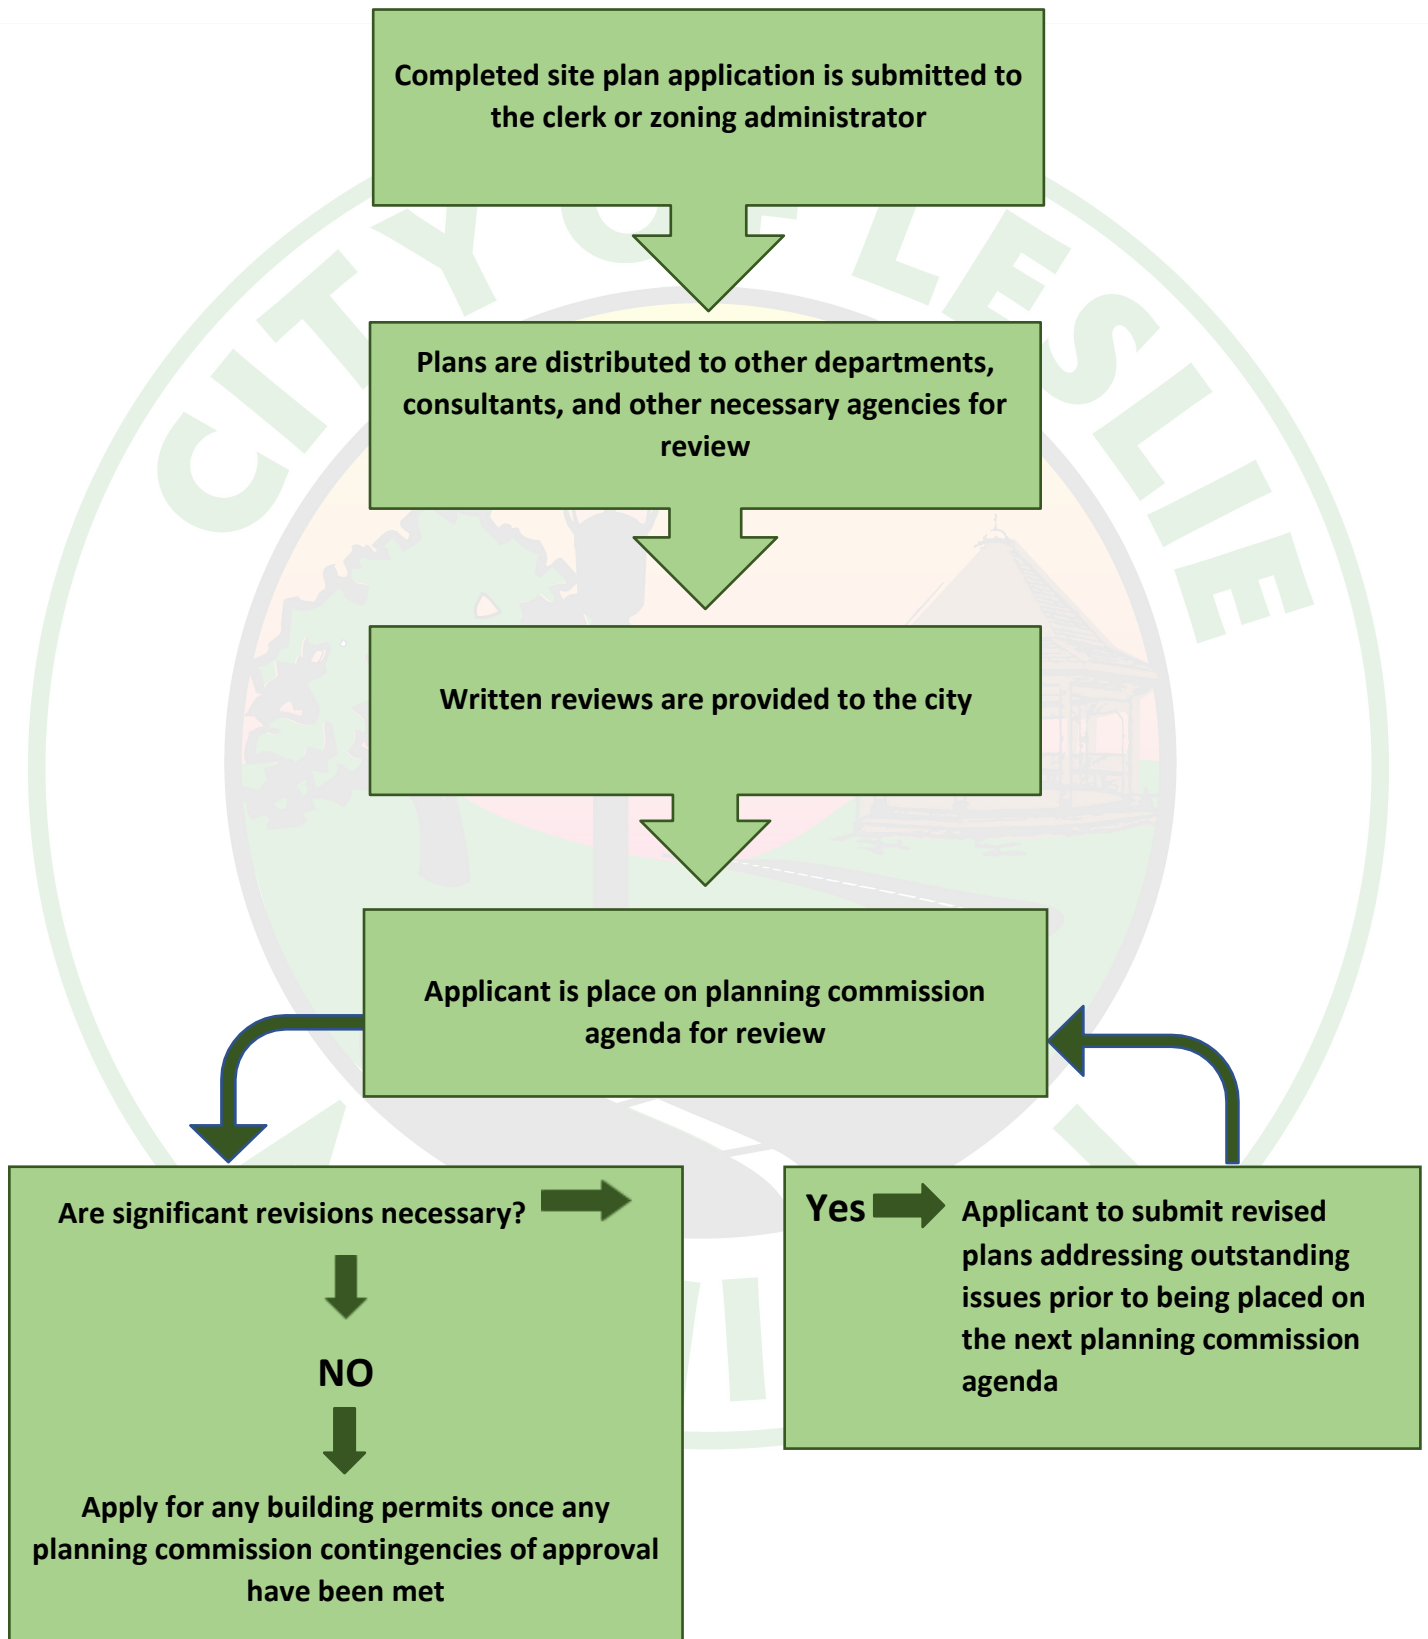 Completed site plan application is submitted to
the clerk or zoning administrator
CITY OF LESLIE
Plans are distributed to other departments,
consultants, and other necessary agencies for
review
Written reviews are provided to the city
Applicant is place on planning commission
agenda for review
Are significant revisions necessary?
NO
Apply for any building permits once any
planning commission contingencies of approval
have been met
Yes
Applicant to submit revised
plans addressing outstanding
issues prior to being placed on
the next planning commission
agenda